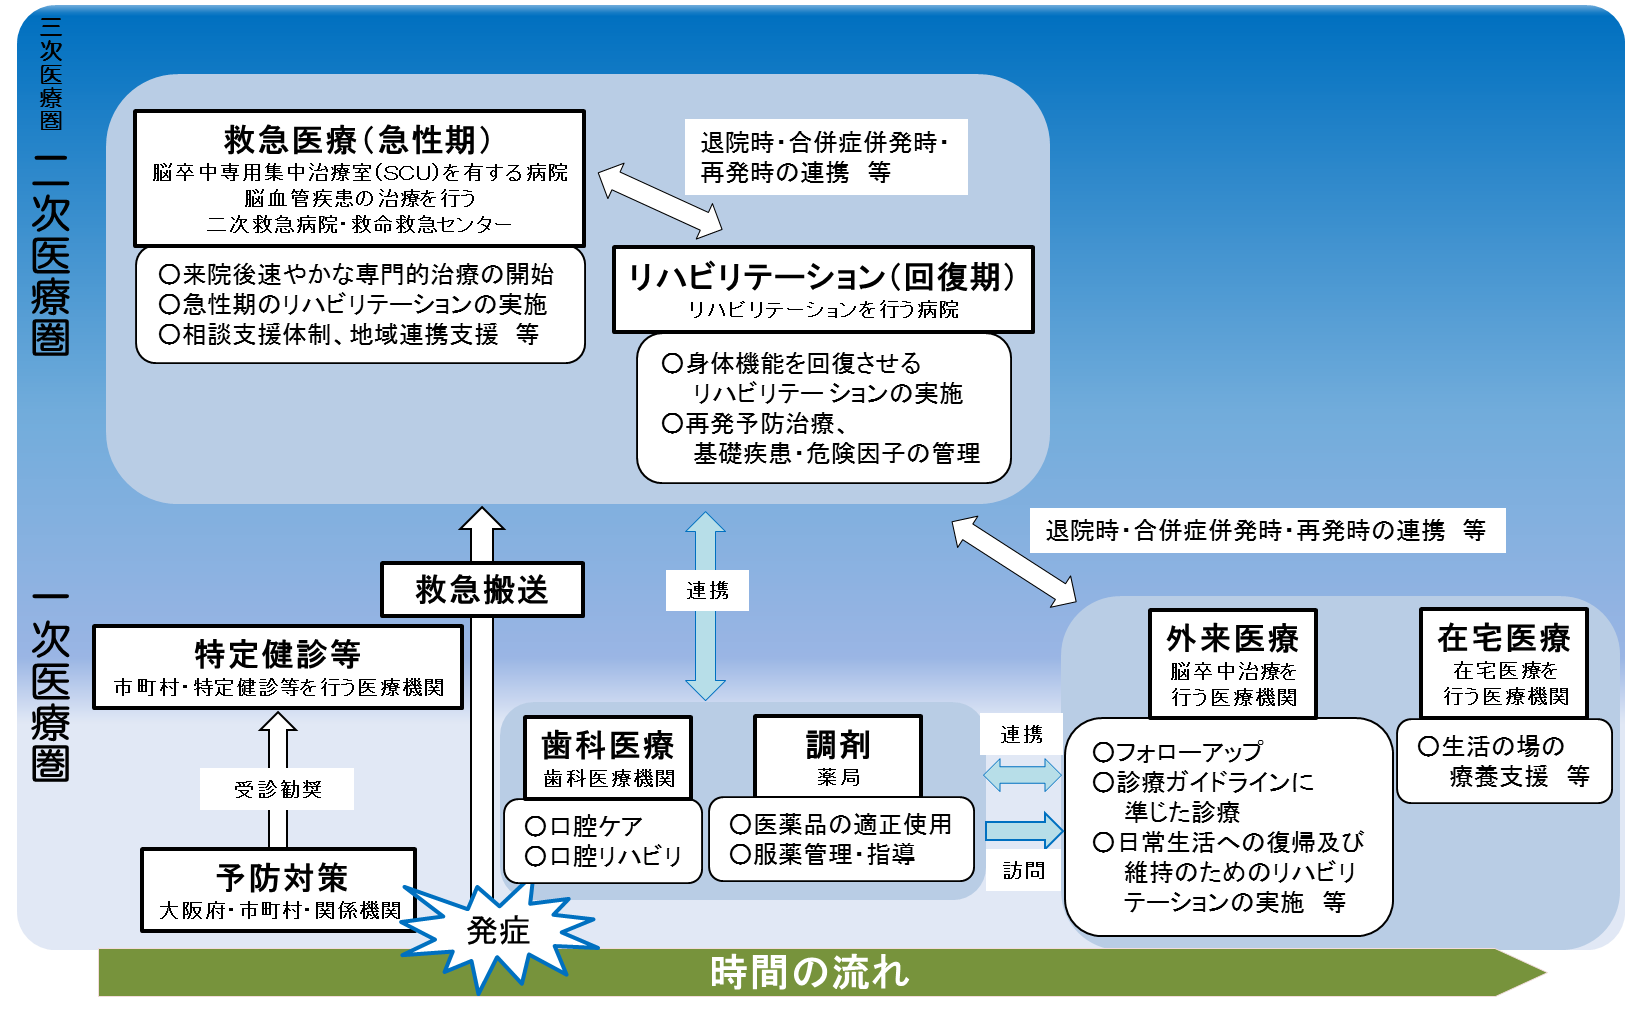 三次医療圏
二次医療圏
一次医療圏
救急医療（急性期）
脳卒中専用集中治療室（SCU）を有する病院
脳血管疾患の治療を行う
二次救急病院・救命救急センター
〇来院後速やかな専門的治療の開始
〇急性期のリハビリテーションの実施
〇相談支援体制、地域連携支援　等
退院時・合併症併発時・
再発時の連携　等
リハビリテーション（回復期）
リハビリテーションを行う病院
〇身体機能を回復させる
リハビリテーションの実施
〇再発予防治療、
基礎疾患・危険因子の管理
退院時・合併症併発時・再発時の連携　等
救急搬送
連携
特定健診等
市町村・特定健診等を行う医療機関
受診勧奨
予防対策
大阪府・市町村・関係機関
発症
歯科医療
歯科医療機関
〇口腔ケア
〇口腔リハビリ
調剤
薬局
〇医薬品の適正使用
〇服薬管理・指導
連携
訪問
外来医療
脳卒中治療を
行う医療機関
〇フォローアップ
〇診療ガイドラインに
準じた診療
〇日常生活への復帰及び
維持のためのリハビリ
テーションの実施　等
在宅医療
在宅医療を
行う医療機関
〇生活の場の
療養支援　等
時間の流れ